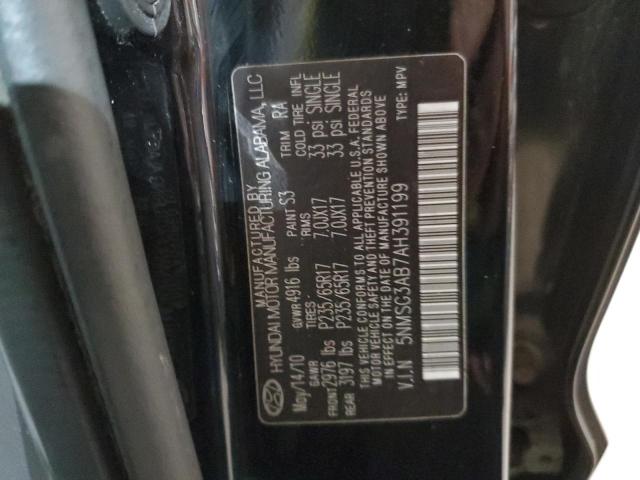 MANUFACTURED BY
HYUNDAI MOTOR MANUFACTURING ALABAMA, LLC
May/14/10 GVWR 4916 lbs PAINT S3 TRIM RA
GAWR TIRES RIMS COLD TIRE INFL
FRONT 2976 lbs P235/65R17 7.0JX17 33 psi SINGLE
REAR 3197 lbs P235/65R17 7.0JX17 33 psi SINGLE
THIS VEHICLE CONFORMS TO ALL APPLICABLE U.S.A. FEDERAL
MOTOR VEHICLE SAFETY AND THEFT PREVENTION STANDARDS
IN EFFECT ON THE DATE OF MANUFACTURE SHOWN ABOVE
V.I.N 5NMSG3AB7AH391199 TYPE: MPV